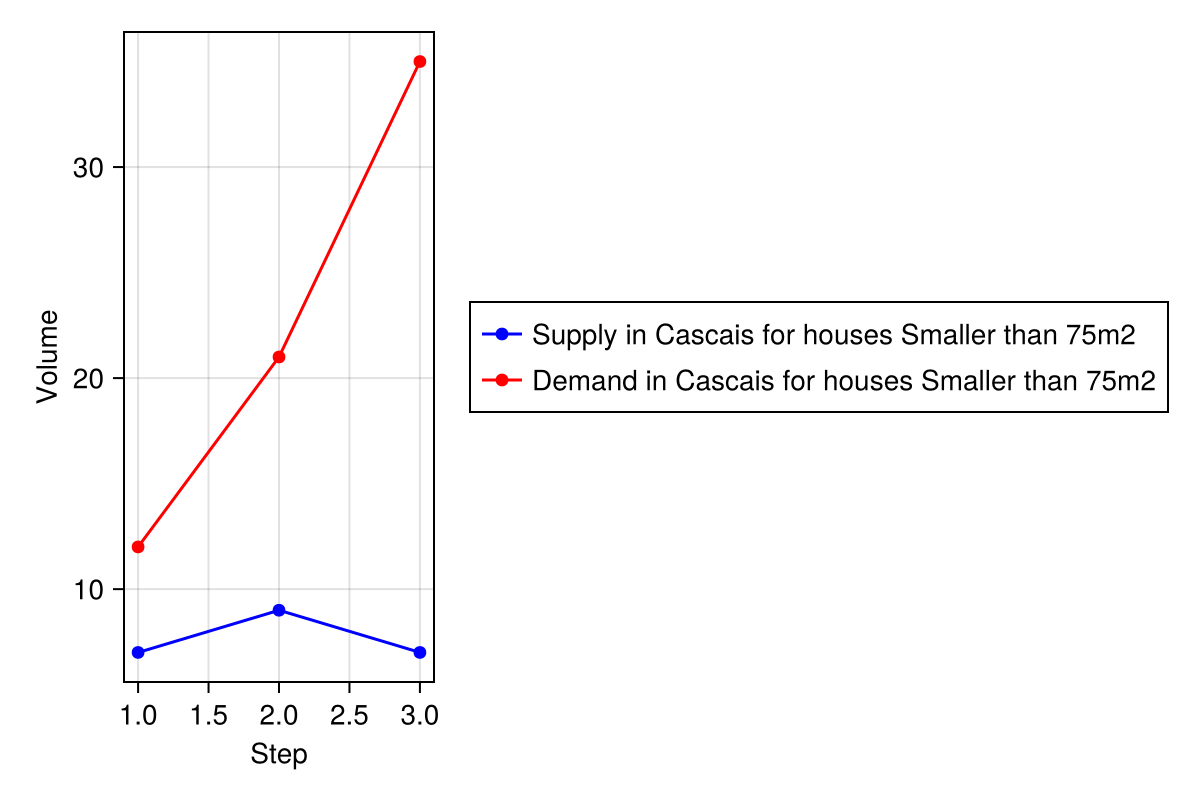 30
20
10
Volume
1.0 1.5 2.0 2.5 3.0
Step
Supply in Cascais for houses Smaller than 75m2
Demand in Cascais for houses Smaller than 75m2